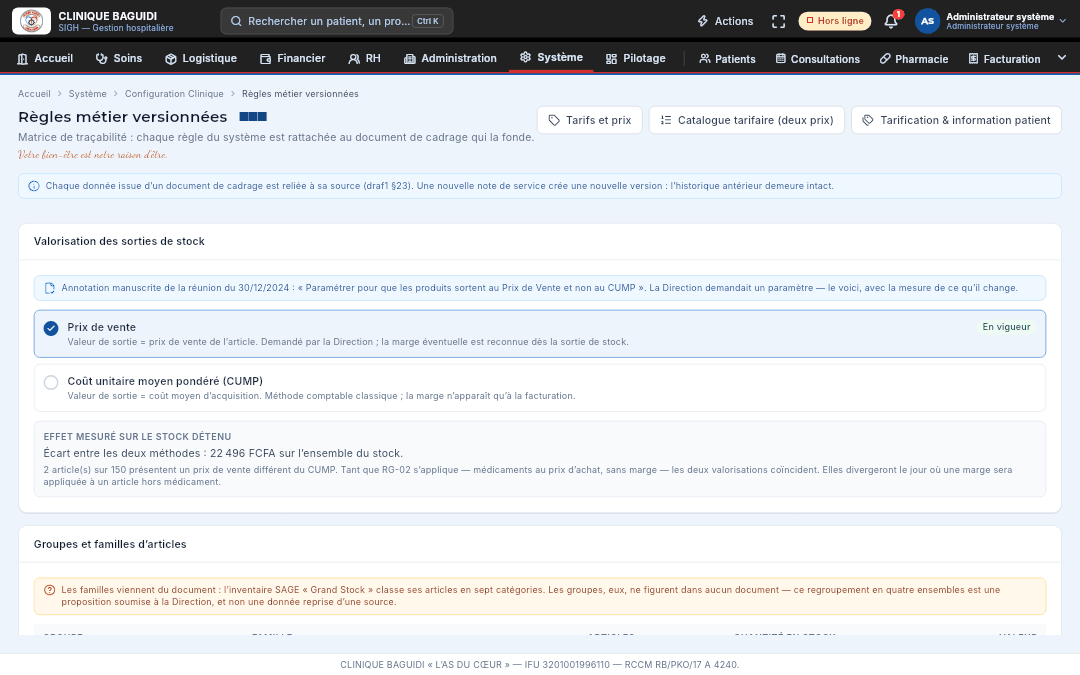 CLINIQUE BAGUIDI
SIGH — Gestion hospitalière
Rechercher un patient, un pro... Ctrl K
Actions
Hors ligne
1
AS
Administrateur système
Administrateur système
Accueil Soins Logistique Financier RH Administration Système Pilotage Patients Consultations Pharmacie Facturation
Accueil > Système > Configuration Clinique > Règles métier versionnées
Règles métier versionnées
Matrice de traçabilité : chaque règle du système est rattachée au document de cadrage qui la fonde.
Votre bien-être est notre raison d'être.
Tarifs et prix
Catalogue tarifaire (deux prix)
Tarification & information patient
Chaque donnée issue d'un document de cadrage est reliée à sa source (draf1 §23). Une nouvelle note de service crée une nouvelle version : l'historique antérieur demeure intact.
Valorisation des sorties de stock
Annotation manuscrite de la réunion du 30/12/2024 : « Paramétrer pour que les produits sortent au Prix de Vente et non au CUMP ». La Direction demandait un paramètre — le voici, avec la mesure de ce qu'il change.
Prix de vente
En vigueur
Valeur de sortie = prix de vente de l'article. Demandé par la Direction ; la marge éventuelle est reconnue dès la sortie de stock.
Coût unitaire moyen pondéré (CUMP)
Valeur de sortie = coût moyen d'acquisition. Méthode comptable classique ; la marge n'apparaît qu'à la facturation.
EFFET MESURÉ SUR LE STOCK DÉTENU
Écart entre les deux méthodes : 22 496 FCFA sur l'ensemble du stock.
2 article(s) sur 150 présentent un prix de vente différent du CUMP. Tant que RG-02 s'applique — médicaments au prix d'achat, sans marge — les deux valorisations coïncident. Elles divergeront le jour où une marge sera
appliquée à un article hors médicament.
Groupes et familles d'articles
Les familles viennent du document : l'inventaire SAGE « Grand Stock » classe ses articles en sept catégories. Les groupes, eux, ne figurent dans aucun document — ce regroupement en quatre ensembles est une
proposition soumise à la Direction, et non une donnée reprise d'une source.
CLINIQUE BAGUIDI « L'AS DU CŒUR » — IFU 3201001996110 — RCCM RB/PKO/17 A 4240.